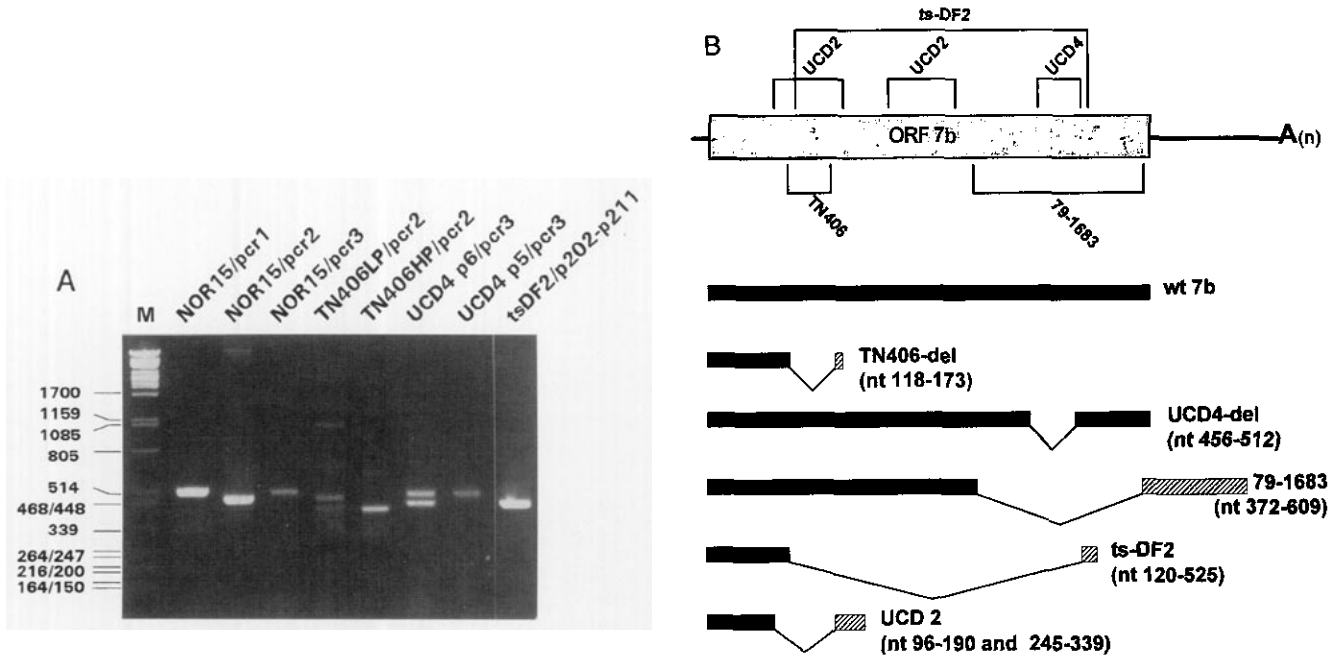 A
M
NOR15/pcr1
NOR15/pcr2
NOR15/pcr3
TN406LP/pcr2
TN406HP/pcr2
UCD4 p6/pcr3
UCD4 p5/pcr3
tsDF2/p202-p211
1700
1159
1085
805
514
468/448
339
264/247
216/200
164/150
B
ts-DF2
UCD2
UCD2
UCD4
ORF 7b
A(n)
TN406
79-1683
wt 7b
TN406-del
(nt 118-173)
UCD4-del
(nt 456-512)
79-1683
(nt 372-609)
ts-DF2
(nt 120-525)
UCD 2
(nt 96-190 and 245-339)